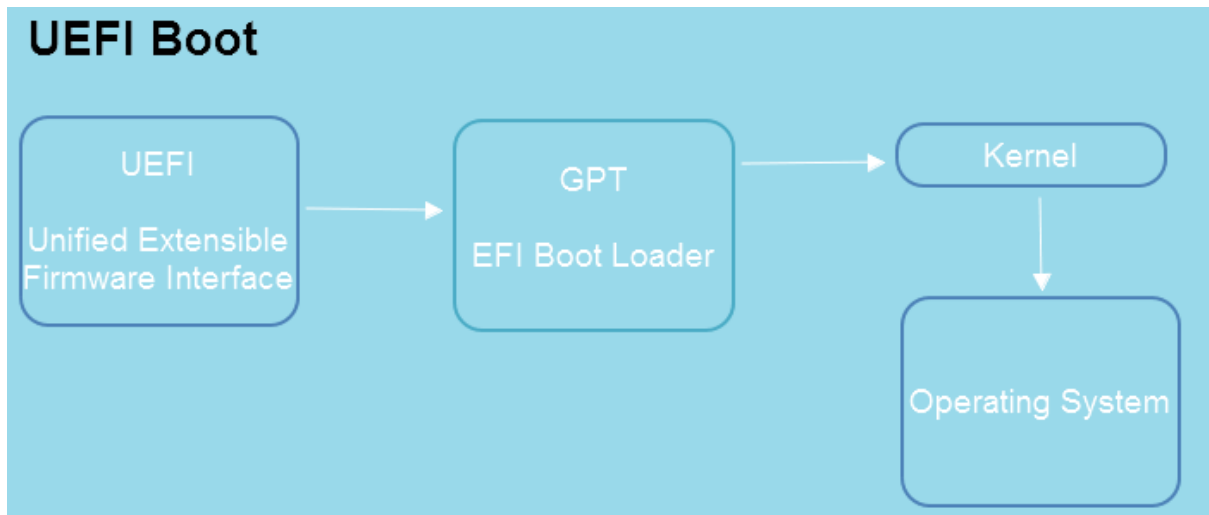 UEFI Boot
UEFI
Unified Extensible
Firmware Interface
GPT
EFI Boot Loader
Kernel
Operating System